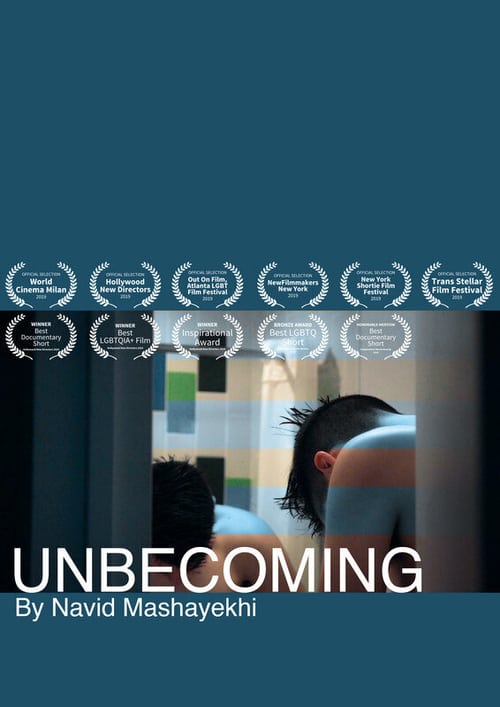 OFFICIAL SELECTION
World
Cinema Milan
2019
OFFICIAL SELECTION
Hollywood
New Directors
2019
OFFICIAL SELECTION
Out On Film,
Atlanta LGBT
Film Festival
2019
OFFICIAL SELECTION
NewFilmmakers
New York
2019
OFFICIAL SELECTION
New York
Shortie Film
Festival
2019
OFFICIAL SELECTION
Trans Stellar
Film Festival
2019
WINNER
Best
Documentary
Short
WINNER
Best
LGBTQIA+ Film
WINNER
Inspirational
Award
BRONZE AWARD
Best LGBTQ
Short
HONORABLE MENTION
Best
Documentary
Short
UNBECOMING
By Navid Mashayekhi